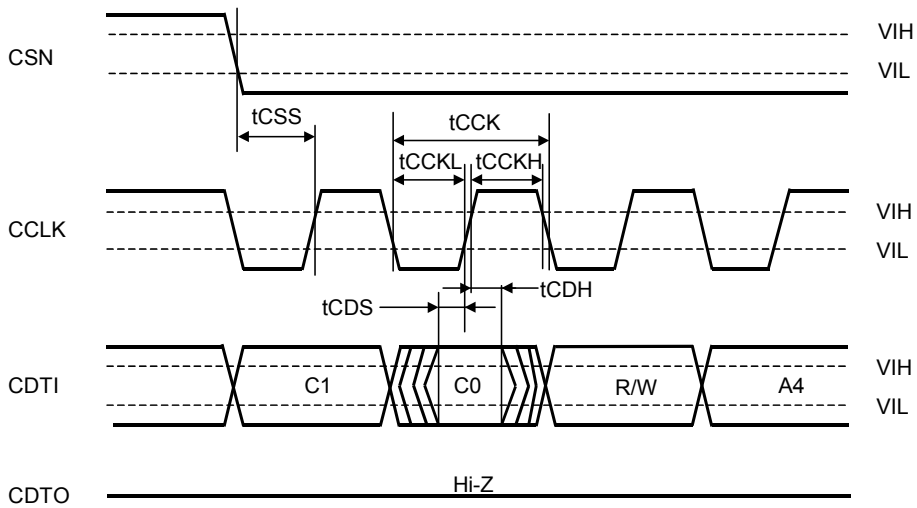 CSN
VIH
VIL
tCSS
tCCK
tCCKL
tCCKH
CCLK
VIH
VIL
tCDS
tCDH
CDTI
C1
C0
R/W
A4
VIH
VIL
CDTO
Hi-Z